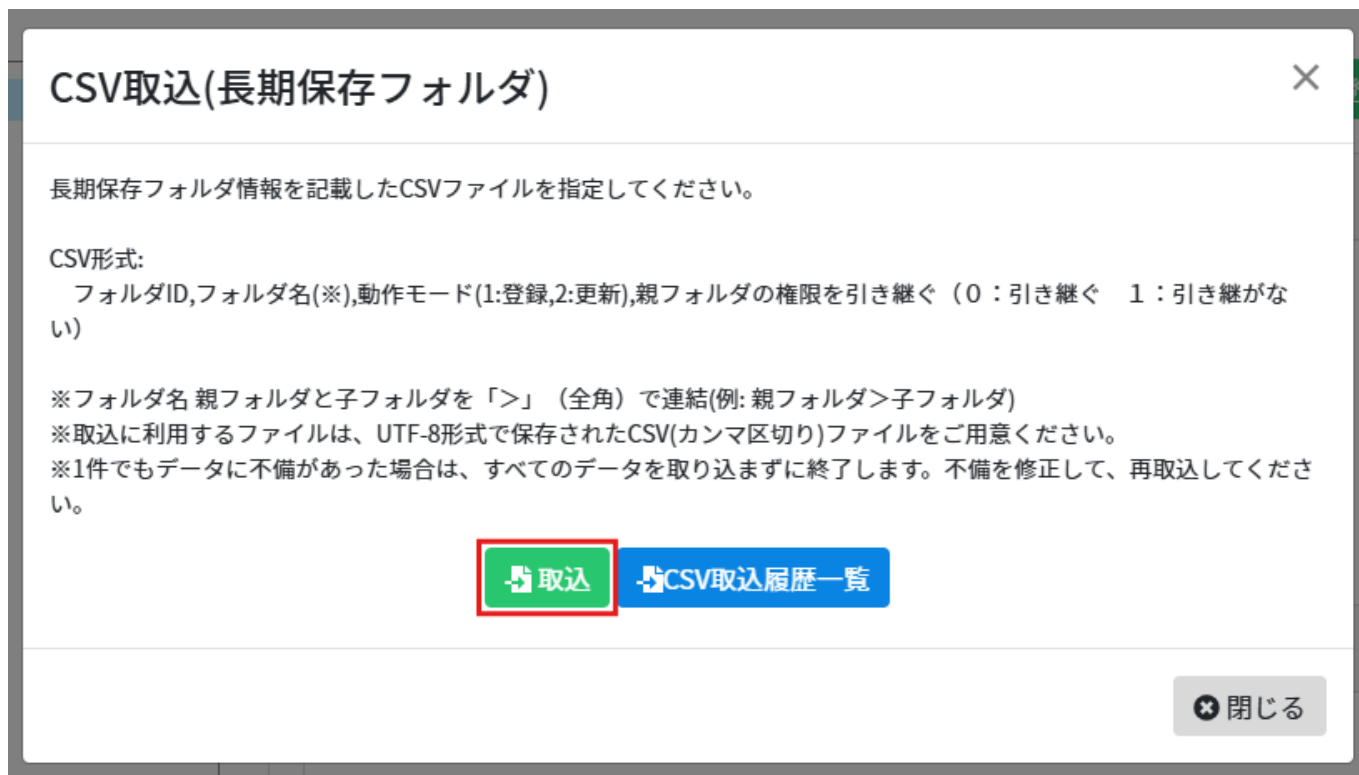 CSV取込(長期保存フォルダ)
長期保存フォルダ情報を記載したCSVファイルを指定してください。
CSV形式:
フォルダID,フォルダ名(※),動作モード(1:登録,2:更新),親フォルダの権限を引き継ぐ（０：引き継ぐ　１：引き継がな
い）
※フォルダ名 親フォルダと子フォルダを「＞」（全角）で連結(例: 親フォルダ＞子フォルダ)
※取込に利用するファイルは、UTF-8形式で保存されたCSV(カンマ区切り)ファイルをご用意ください。
※1件でもデータに不備があった場合は、すべてのデータを取り込まずに終了します。不備を修正して、再取込してくださ
い。
取込 CSV取込履歴一覧
閉じる